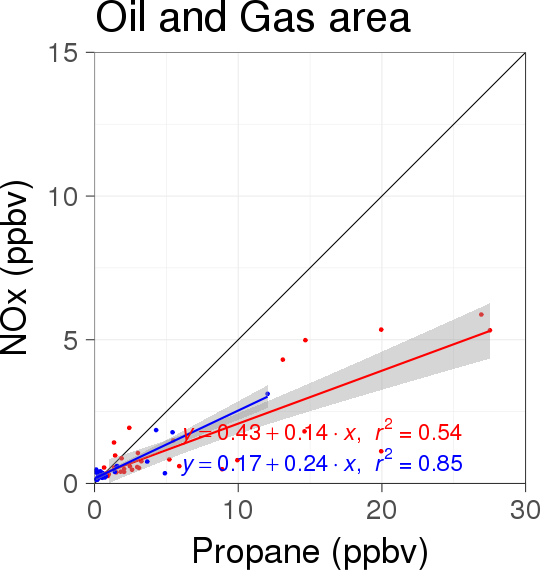 Oil and Gas area
15
10
5
0
NOx (ppbv)
y = 0.43 + 0.14 · x, r² = 0.54
y = 0.17 + 0.24 · x, r² = 0.85
0 10 20 30
Propane (ppbv)